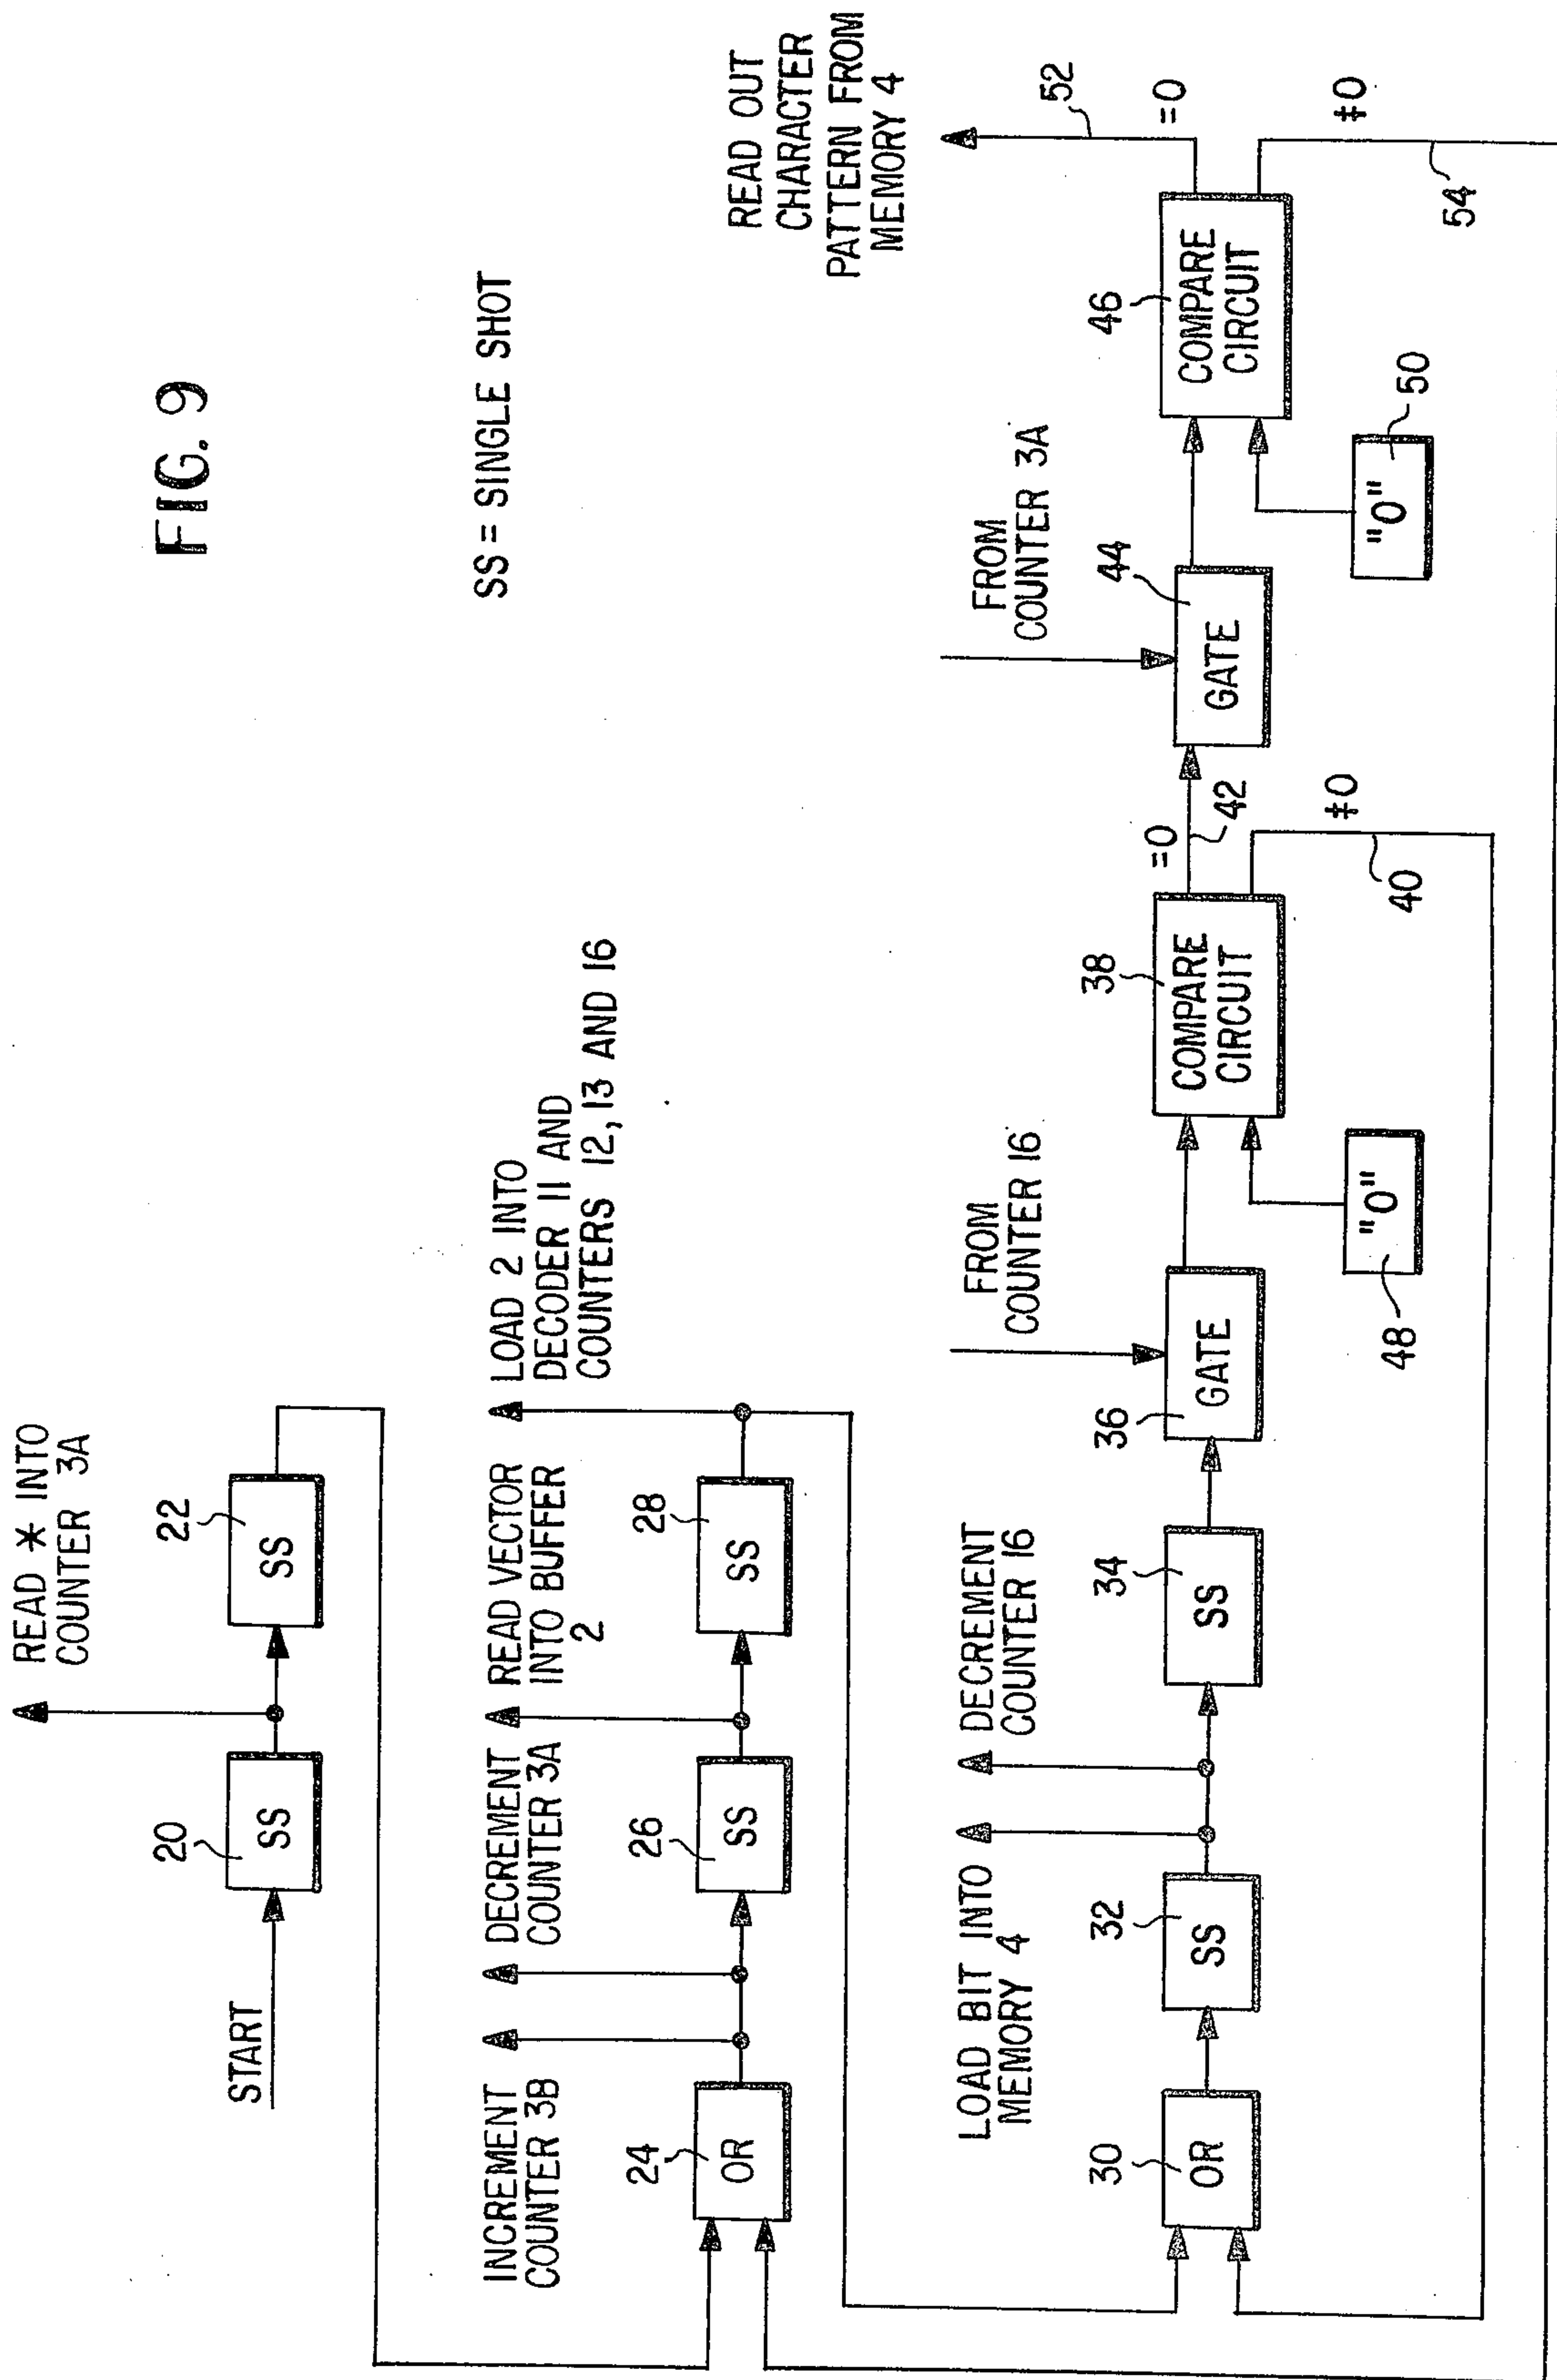 FIG. 9
SS = SINGLE SHOT
READ * INTO
COUNTER 3A
START
20
SS
22
SS
INCREMENT
COUNTER 3B
DECREMENT
COUNTER 3A
READ VECTOR
INTO BUFFER
2
LOAD 2 INTO
DECODER 11 AND
COUNTERS 12, 13 AND 16
24
OR
26
SS
28
SS
LOAD BIT INTO
MEMORY 4
DECREMENT
COUNTER 16
FROM
COUNTER 16
FROM
COUNTER 3A
READ OUT
CHARACTER
PATTERN FROM
MEMORY 4
30
OR
32
SS
34
SS
36
GATE
38
COMPARE
CIRCUIT
=0
42
≠0
40
48
"0"
44
GATE
46
COMPARE
CIRCUIT
=0
52
≠0
54
"0"
50